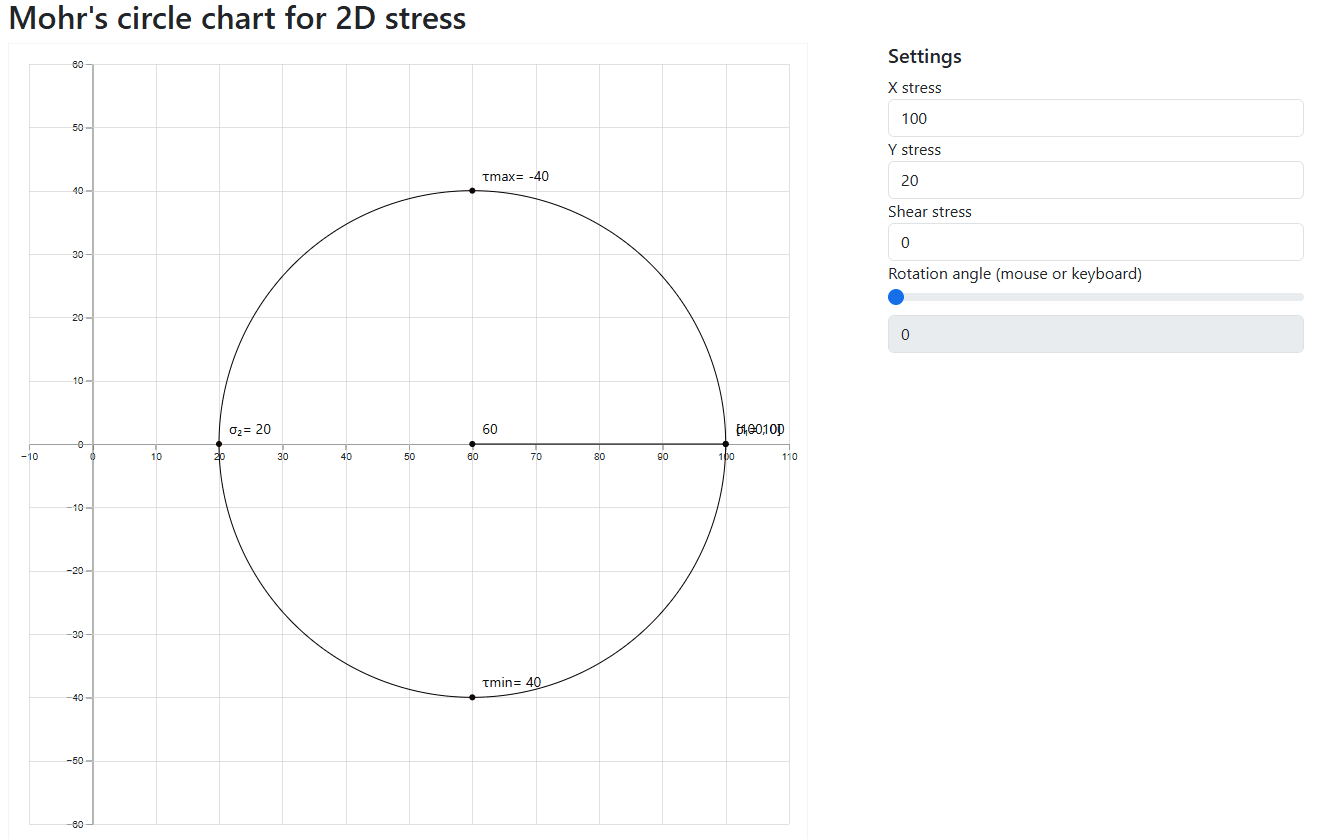 Mohr's circle chart for 2D stress
60
50
40
30
20
10
0
−10
−20
−30
−40
−50
−60
−10 0 10 20 30 40 50 60 70 80 90 100 110
τmax= -40
σ₂= 20
60
τmin= 40
Settings
X stress
100
Y stress
20
Shear stress
0
Rotation angle (mouse or keyboard)
0